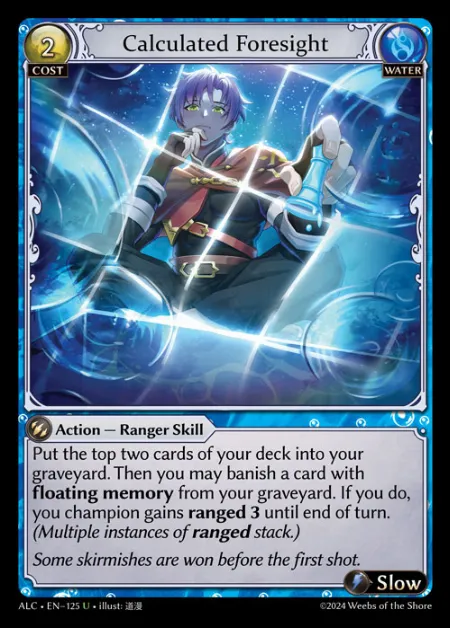 2
Calculated Foresight
COST
WATER
Action — Ranger Skill
Put the top two cards of your deck into your
graveyard. Then you may banish a card with
floating memory from your graveyard. If you do,
you champion gains ranged 3 until end of turn.
(Multiple instances of ranged stack.)
Some skirmishes are won before the first shot.
Slow
ALC • EN-125 U • illust: 道漫
©2024 Weebs of the Shore